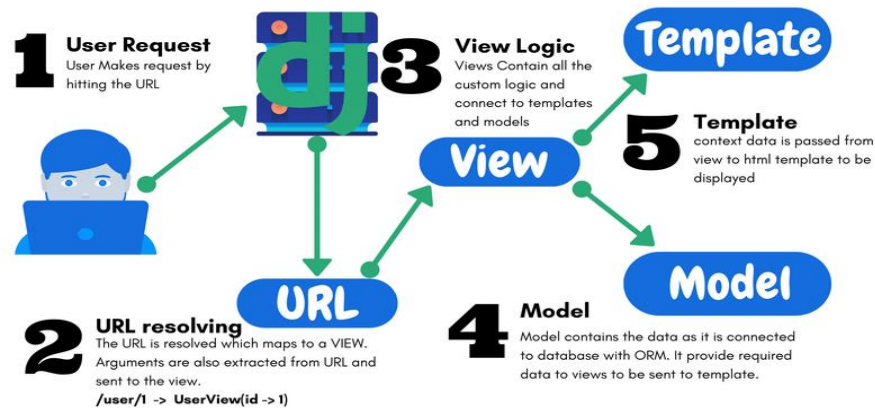 1
User Request
User Makes request by
hitting the URL
dj
3
View Logic
Views Contain all the
custom logic and
connect to templates
and models
Template
View
5
Template
context data is passed from
view to html template to be
displayed
URL
Model
2
URL resolving
The URL is resolved which maps to a VIEW.
Arguments are also extracted from URL and
sent to the view.
/user/1 -> UserView(id -> 1)
4
Model
Model contains the data as it is connected
to database with ORM. It provide required
data to views to be sent to template.